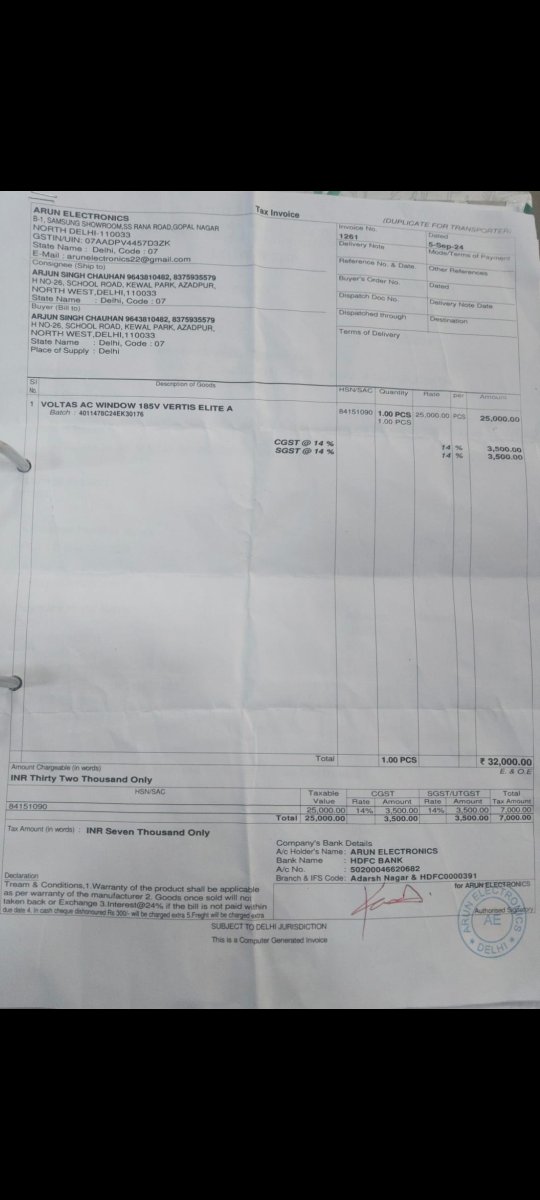 Tax Invoice
(DUPLICATE FOR TRANSPORTER)
ARUN ELECTRONICS
B-1, SAMSUNG SHOWROOM,SS RANA ROAD,GOPAL NAGAR
NORTH DELHI-110033
GSTIN/UIN: 07AADPV4457D3ZK
State Name : Delhi, Code : 07
E-Mail : arunelectronics22@gmail.com
Consignee (Ship to)
ARJUN SINGH CHAUHAN 9643810482, 8375935579
H NO-26, SCHOOL ROAD, KEWAL PARK, AZADPUR,
NORTH WEST,DELHI,110033
State Name : Delhi, Code : 07
Buyer (Bill to)
ARJUN SINGH CHAUHAN 9643810482, 8375935579
H NO-26, SCHOOL ROAD, KEWAL PARK, AZADPUR,
NORTH WEST,DELHI,110033
State Name : Delhi, Code : 07
Place of Supply : Delhi
Invoice No. Dated
1261 5-Sep-24
Delivery Note Mode/Terms of Payment
Reference No. & Date. Other References
Buyer's Order No. Dated
Dispatch Doc No. Delivery Note Date
Dispatched through Destination
Terms of Delivery
Sl No. Description of Goods HSN/SAC Quantity Rate per Amount
1 VOLTAS AC WINDOW 185V VERTIS ELITE A 84151090 1.00 PCS 25,000.00 PCS 25,000.00
Batch : 4011478C24EK30176 1.00 PCS
CGST @ 14 % 14 % 3,500.00
SGST @ 14 % 14 % 3,500.00
Total 1.00 PCS ₹ 32,000.00
Amount Chargeable (in words) E. & O.E
INR Thirty Two Thousand Only
HSN/SAC Taxable Value CGST SGST/UTGST Total Tax Amount
Rate Amount Rate Amount
84151090 25,000.00 14% 3,500.00 14% 3,500.00 7,000.00
Total 25,000.00 3,500.00 3,500.00 7,000.00
Tax Amount (in words) : INR Seven Thousand Only
Company's Bank Details
A/c Holder's Name : ARUN ELECTRONICS
Bank Name : HDFC BANK
A/c No. : 50200046620682
Branch & IFS Code : Adarsh Nagar & HDFC0000391
Declaration
Tream & Conditions,1.Warranty of the product shall be applicable
as per warranty of the manufacturer 2. Goods once sold will not
taken back or Exchange 3.Interest@24% if the bill is not paid within
due date 4. In cash cheque dishonoured Rs 300/- will be charged extra 5.Freght will be charged extra
for ARUN ELECTRONICS
Authorised Signatory
ARUN ELECTRONICS
AE
DELHI
SUBJECT TO DELHI JURISDICTION
This is a Computer Generated Invoice